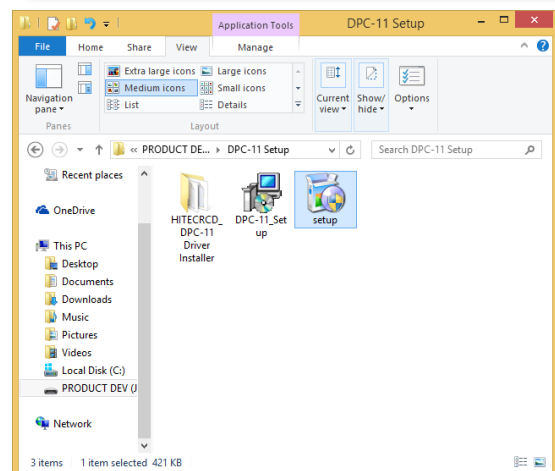 Application Tools
DPC-11 Setup
File
Home
Share
View
Manage
Navigation
pane
Extra large icons
Large icons
Medium icons
Small icons
List
Details
Current
view
Show/
hide
Options
Panes
Layout
« PRODUCT DE...
DPC-11 Setup
Search DPC-11 Setup
Recent places
OneDrive
This PC
Desktop
Documents
Downloads
Music
Pictures
Videos
Local Disk (C:)
PRODUCT DEV (J
Network
HITECRCD_
DPC-11
Driver
Installer
DPC-11_Set
up
setup
3 items
1 item selected 421 KB